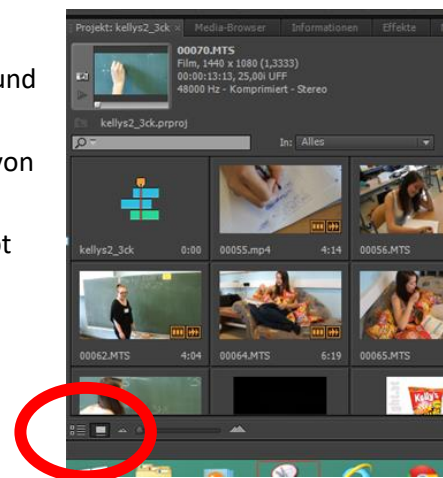 und
von
ot
Projekt: kellys2_3ck ×
Media-Browser
Informationen
Effekte
00070.MTS
Film, 1440 x 1080 (1,3333)
00:00:13:13, 25,00i UFF
48000 Hz - Komprimiert - Stereo
kellys2_3ck.prproj
In: Alles
kellys2_3ck 0:00
00055.mp4 4:14
00056.MTS
00062.MTS 4:04
00064.MTS 6:19
00065.MTS